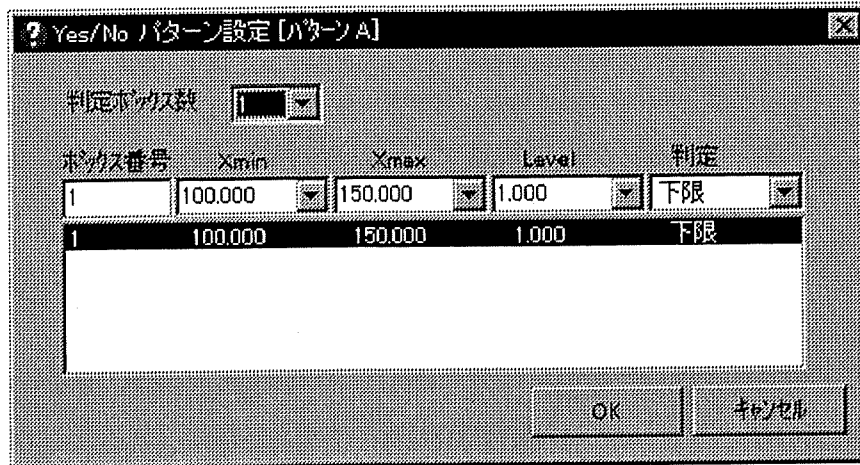 Yes/No パターン設定 [パターン A]
判定ボックス数 1
ボックス番号 Xmin Xmax Level 判定
1 100.000 150.000 1.000 下限
1 100.000 150.000 1.000 下限
OK キャンセル